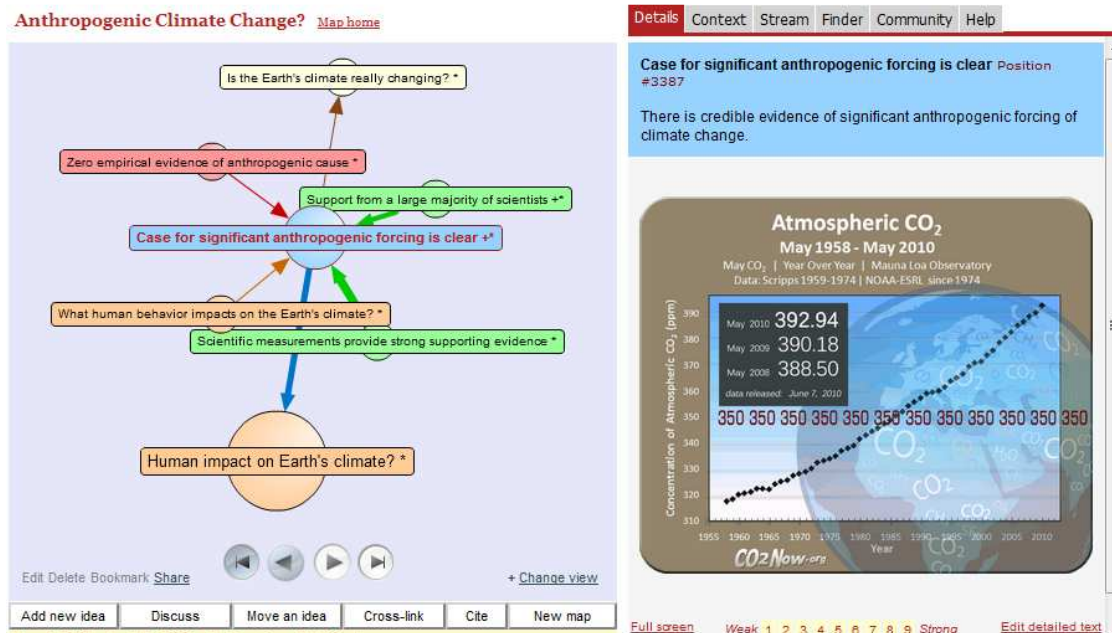 Anthropogenic Climate Change? Map home
Is the Earth's climate really changing? *
Zero empirical evidence of anthropogenic cause *
Support from a large majority of scientists +*
Case for significant anthropogenic forcing is clear +*
What human behavior impacts on the Earth's climate? *
Scientific measurements provide strong supporting evidence *
Human impact on Earth's climate? *
Edit Delete Bookmark Share
+ Change view
Add new idea Discuss Move an idea Cross-link Cite New map
Details Context Stream Finder Community Help
Case for significant anthropogenic forcing is clear Position
#3387
There is credible evidence of significant anthropogenic forcing of
climate change.
Atmospheric CO2
May 1958 - May 2010
May CO2 | Year Over Year | Mauna Loa Observatory
Data: Scripps 1959-1974 | NOAA-ESRL since 1974
Concentration of Atmospheric CO2 (ppm)
390
380
370
360
350
340
330
320
310
May 2010 392.94
May 2009 390.18
May 2008 388.50
data released: June 7, 2010
350 350 350 350 350 350 350 350 350 350 350 350
CO2
CO2
CO2
CO2
CO2
CO2
1955 1960 1965 1970 1975 1980 1985 1990 1995 2000 2005 2010
Year
CO2Now.org
Full screen Weak 1 2 3 4 5 6 7 8 9 Strong Edit detailed text